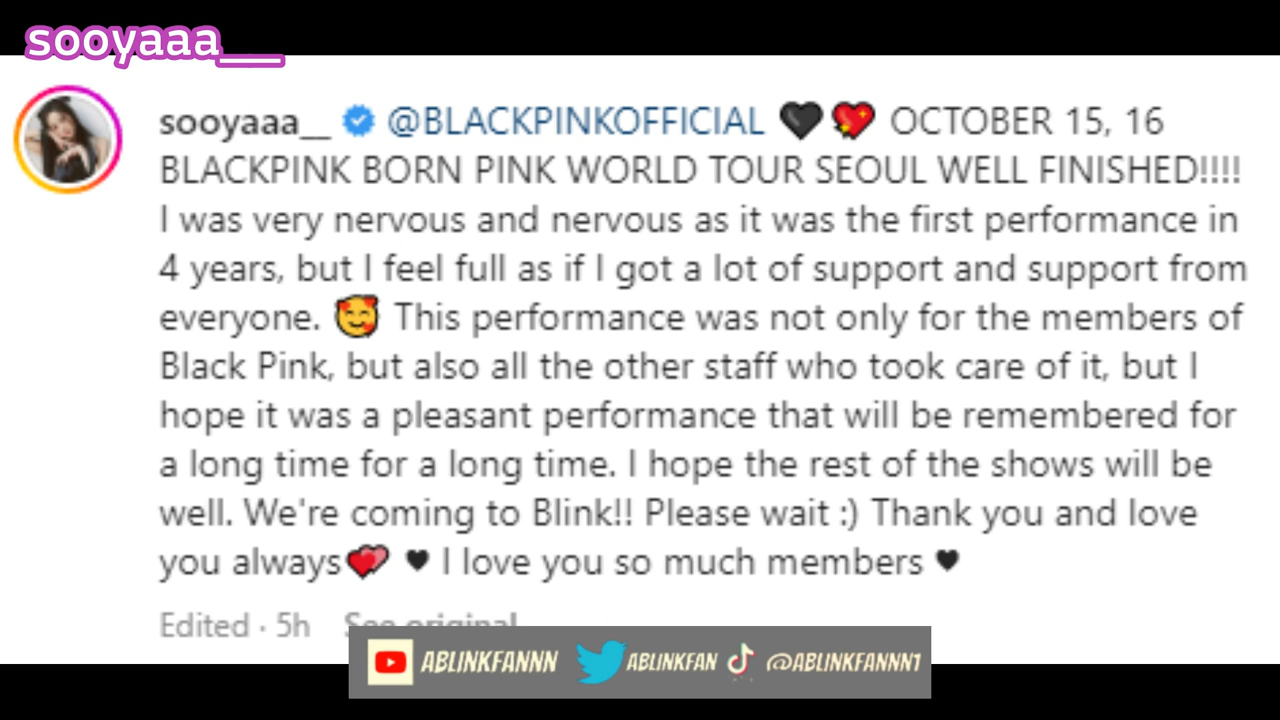 sooyaaa__
sooyaaa__ @BLACKPINKOFFICIAL 🖤💖 OCTOBER 15, 16
BLACKPINK BORN PINK WORLD TOUR SEOUL WELL FINISHED!!!!
I was very nervous and nervous as it was the first performance in
4 years, but I feel full as if I got a lot of support and support from
everyone. 🥰 This performance was not only for the members of
Black Pink, but also all the other staff who took care of it, but I
hope it was a pleasant performance that will be remembered for
a long time for a long time. I hope the rest of the shows will be
well. We're coming to Blink!! Please wait :) Thank you and love
you always💕 ♥ I love you so much members ♥
Edited · 5h See original
ABLINKFANNN ABLINKFAN @ABLINKFANNN1